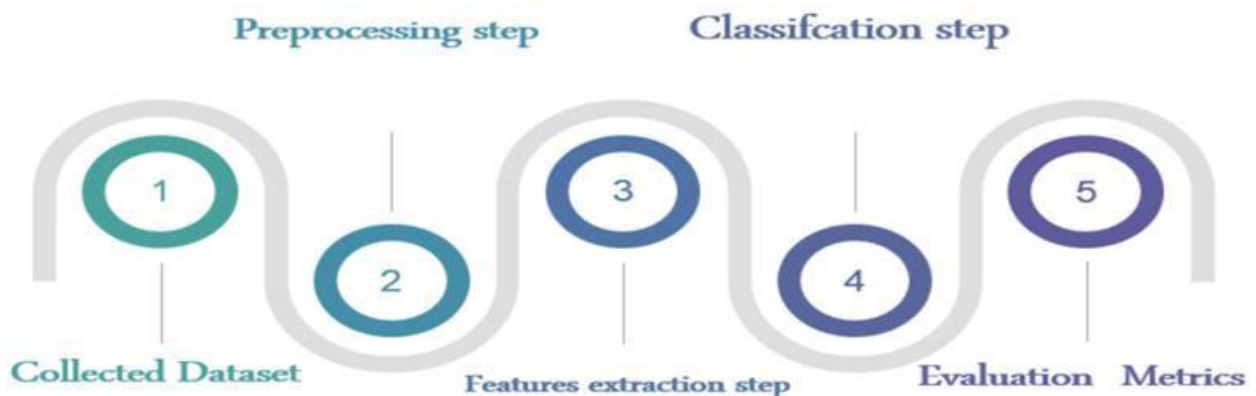 Preprocessing step
Classifcation step
1
3
5
2
4
Collected Dataset
Features extraction step
Evaluation Metrics